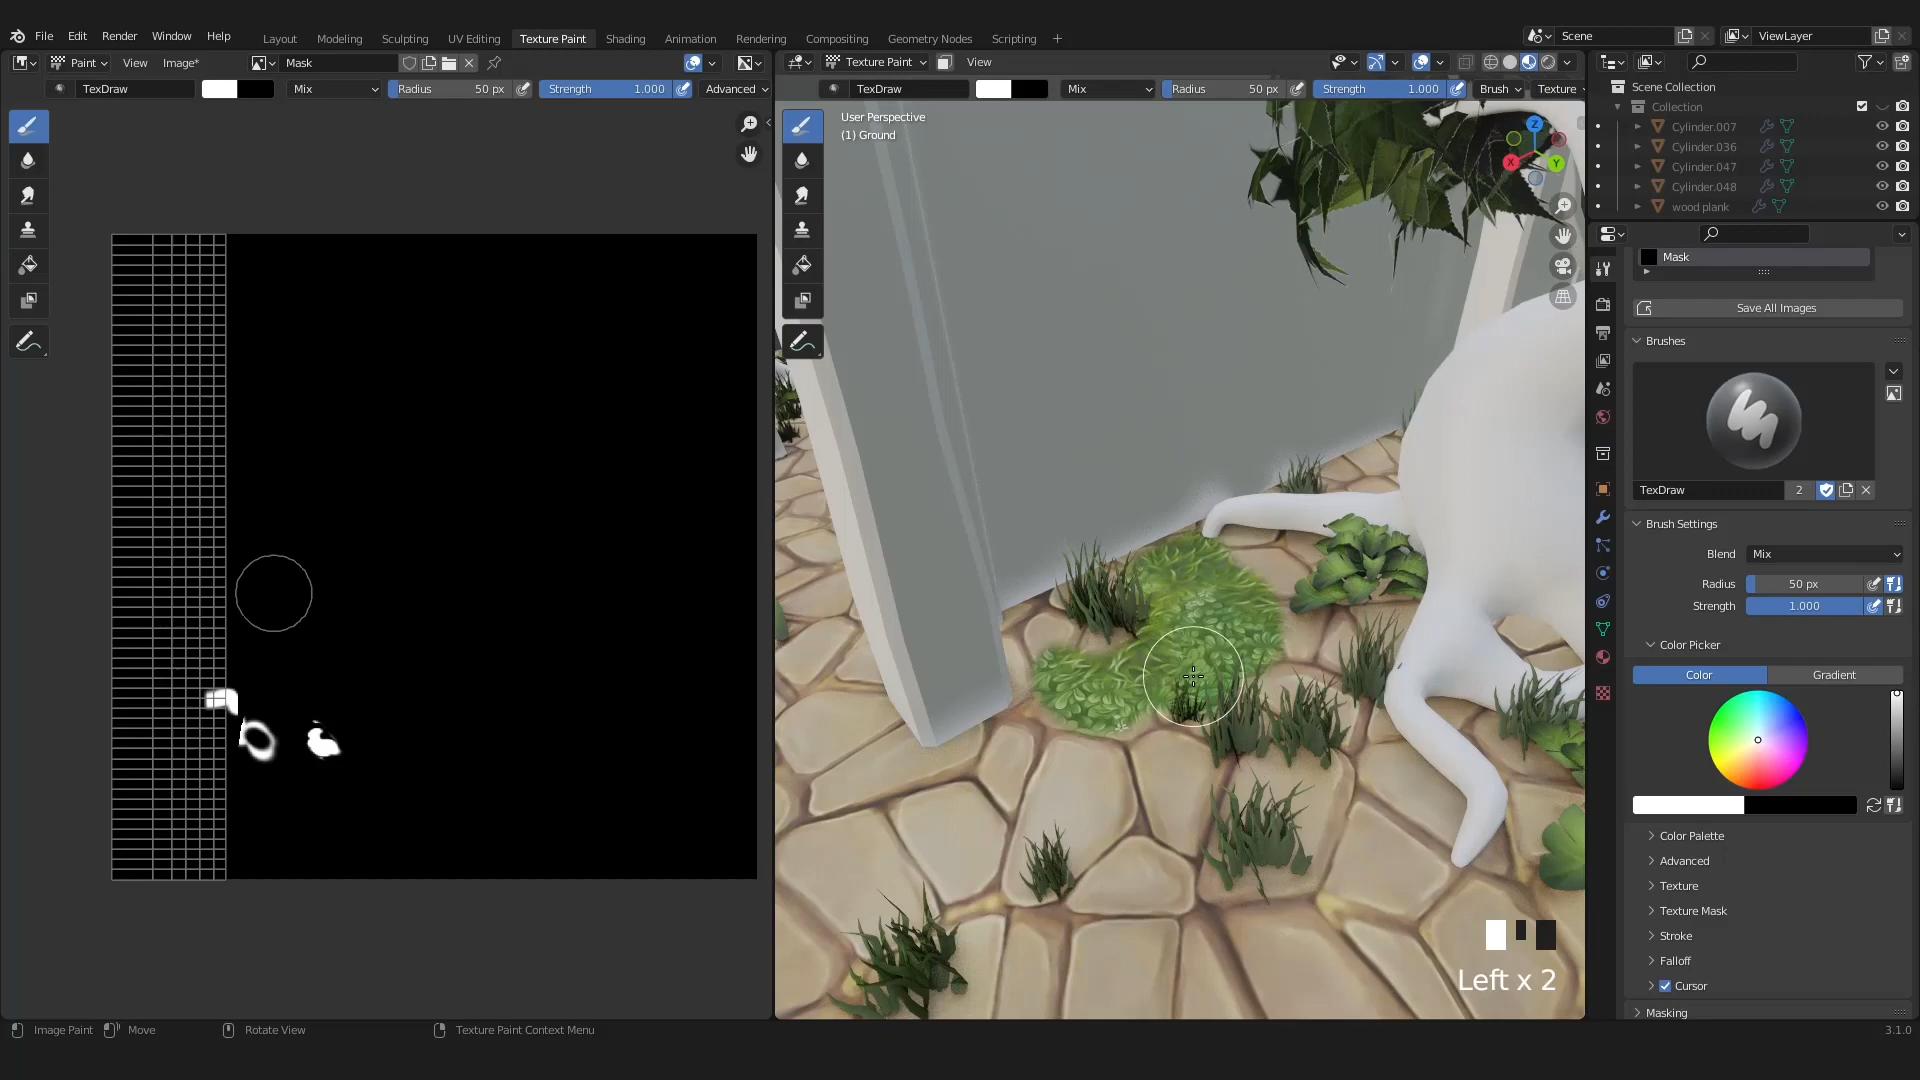 File Edit Render Window Help Layout Modeling Sculpting UV Editing Texture Paint Shading Animation Rendering Compositing Geometry Nodes Scripting + Scene ViewLayer
Paint View Image* Mask Texture Paint View
TexDraw Mix Radius 50 px Strength 1.000 Advanced TexDraw Mix Radius 50 px Strength 1.000 Brush Texture
User Perspective
(1) Ground
Z
Y
X
Scene Collection
Collection
Cylinder.007
Cylinder.036
Cylinder.047
Cylinder.048
wood plank
Mask
Save All Images
Brushes
TexDraw 2
Brush Settings
Blend Mix
Radius 50 px
Strength 1.000
Color Picker
Color Gradient
Color Palette
Advanced
Texture
Texture Mask
Stroke
Falloff
Cursor
Masking
Left x 2
Image Paint Move Rotate View Texture Paint Context Menu 3.1.0